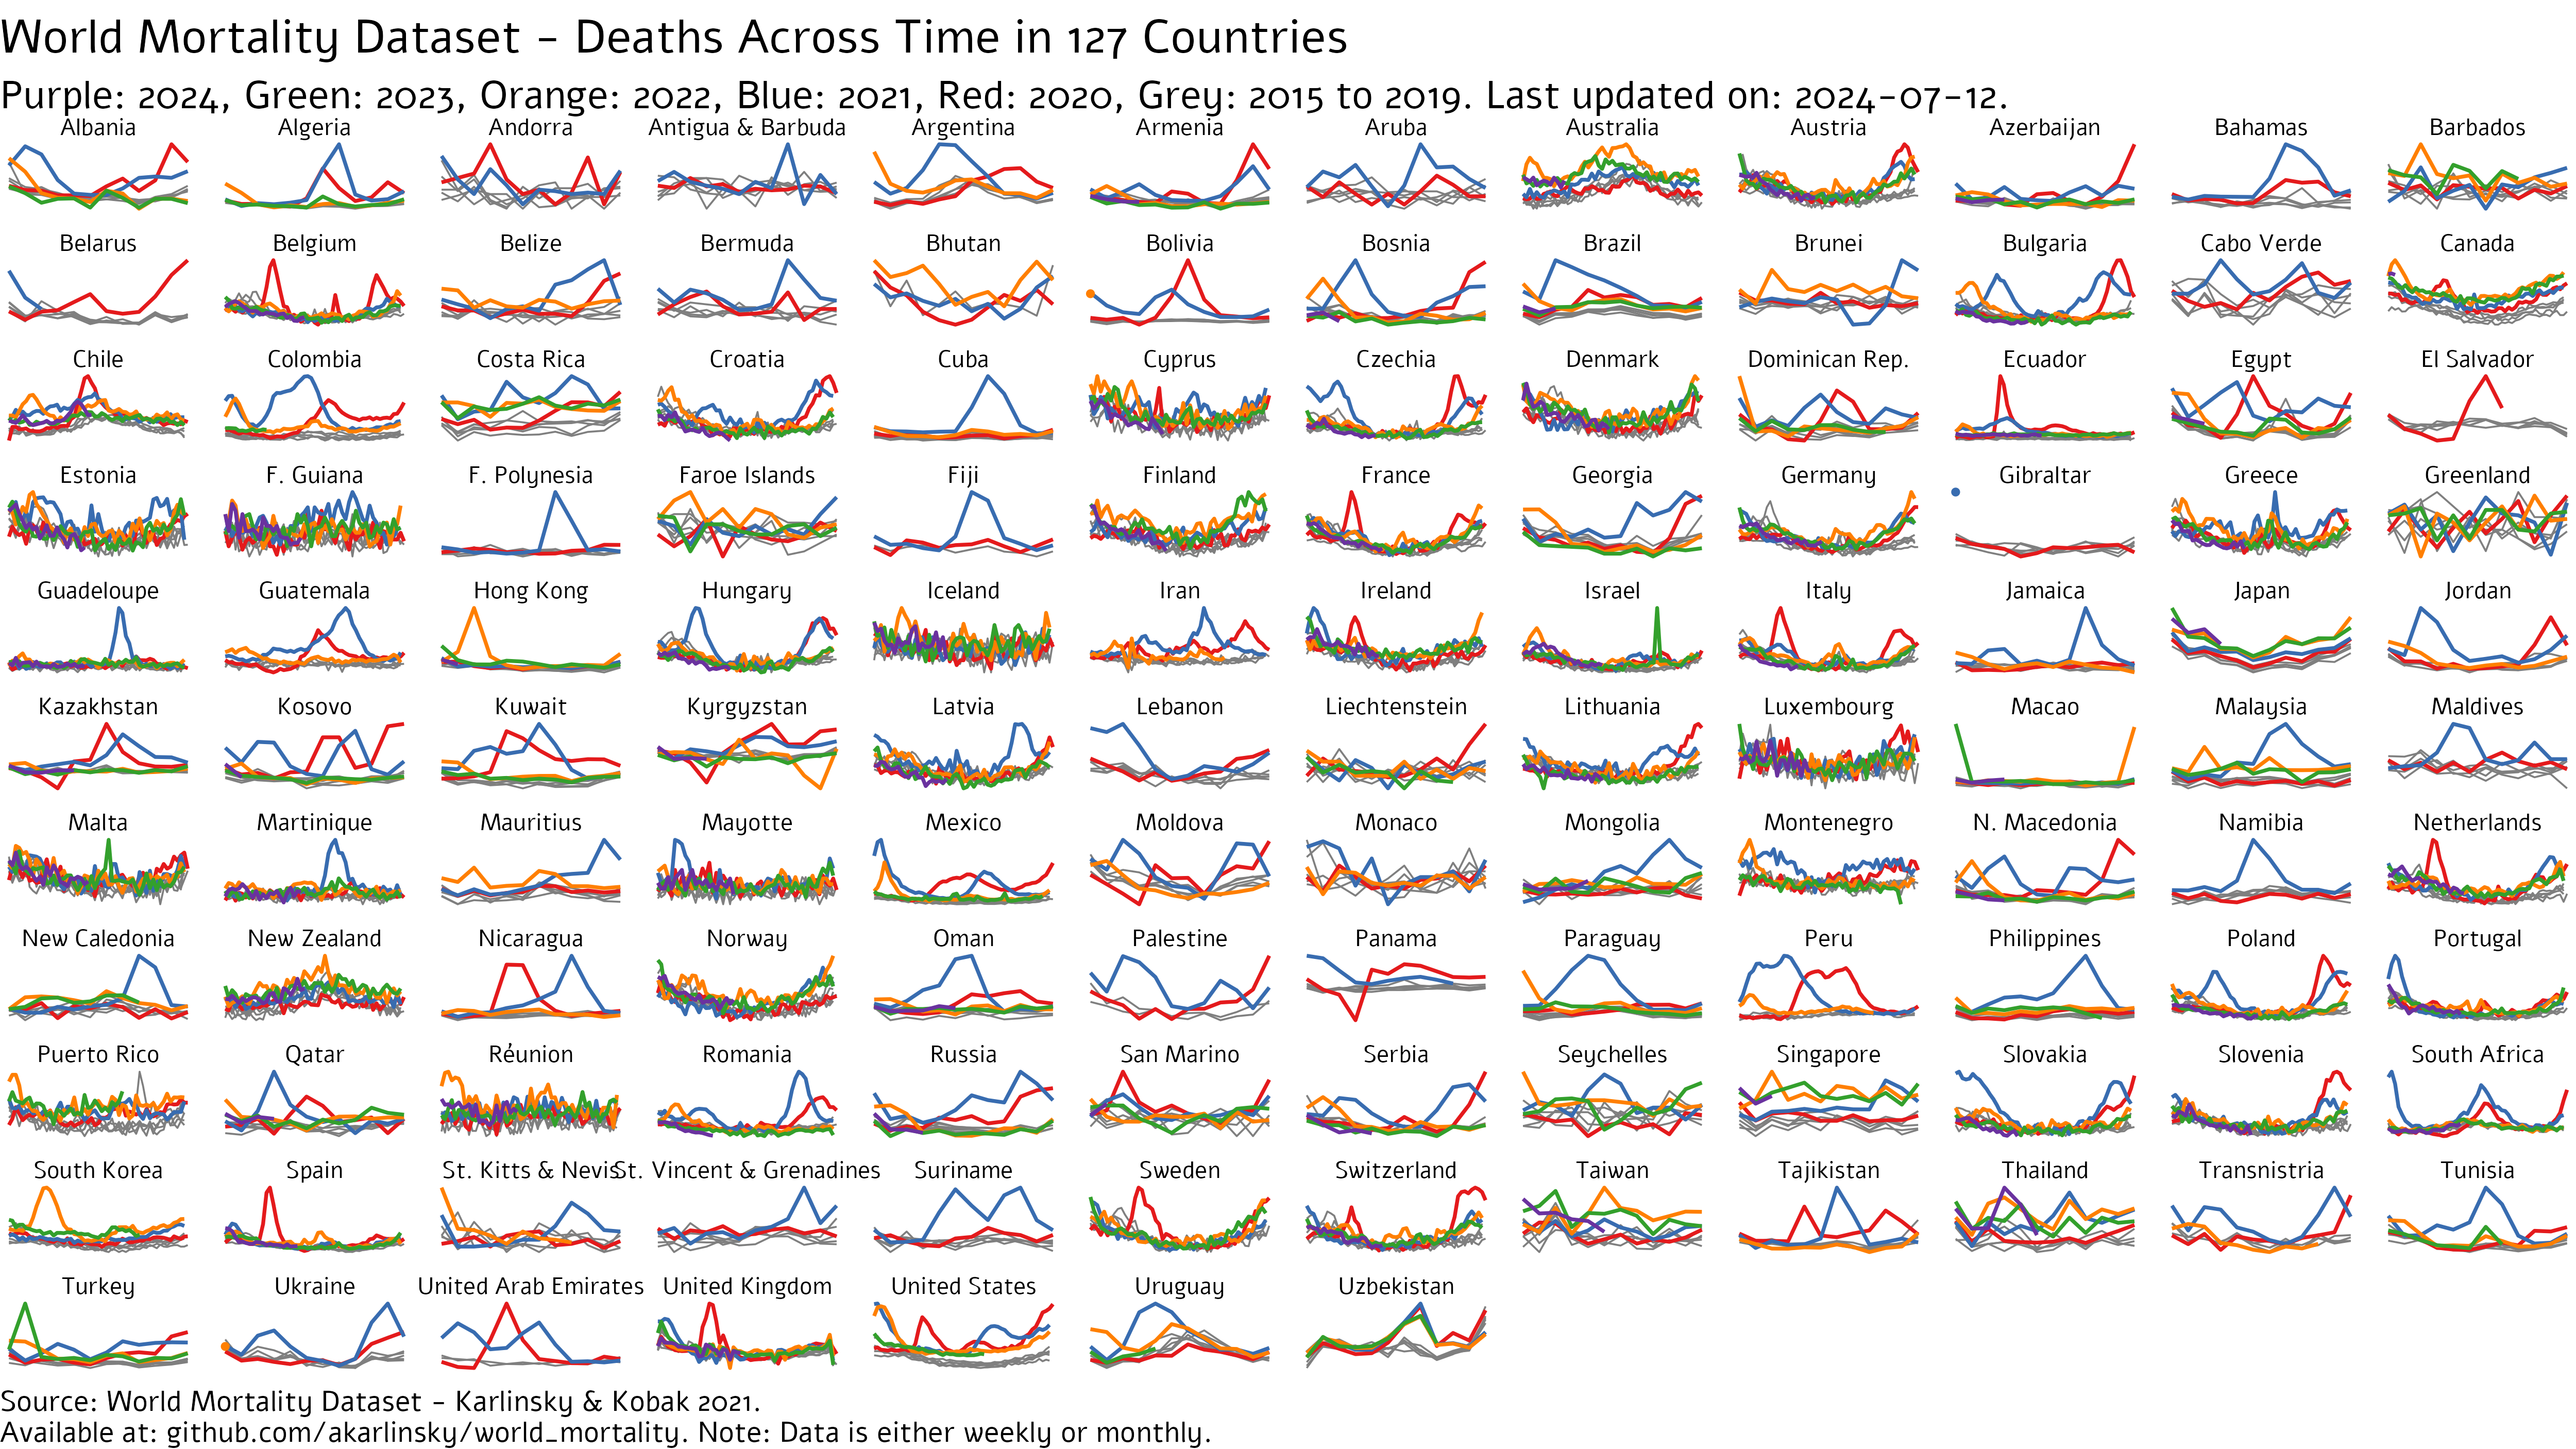 World Mortality Dataset - Deaths Across Time in 127 Countries
Purple: 2024, Green: 2023, Orange: 2022, Blue: 2021, Red: 2020, Grey: 2015 to 2019. Last updated on: 2024-07-12.
Albania Algeria Andorra Antigua & Barbuda Argentina Armenia Aruba Australia Austria Azerbaijan Bahamas Barbados
Belarus Belgium Belize Bermuda Bhutan Bolivia Bosnia Brazil Brunei Bulgaria Cabo Verde Canada
Chile Colombia Costa Rica Croatia Cuba Cyprus Czechia Denmark Dominican Rep. Ecuador Egypt El Salvador
Estonia F. Guiana F. Polynesia Faroe Islands Fiji Finland France Georgia Germany Gibraltar Greece Greenland
Guadeloupe Guatemala Hong Kong Hungary Iceland Iran Ireland Israel Italy Jamaica Japan Jordan
Kazakhstan Kosovo Kuwait Kyrgyzstan Latvia Lebanon Liechtenstein Lithuania Luxembourg Macao Malaysia Maldives
Malta Martinique Mauritius Mayotte Mexico Moldova Monaco Mongolia Montenegro N. Macedonia Namibia Netherlands
New Caledonia New Zealand Nicaragua Norway Oman Palestine Panama Paraguay Peru Philippines Poland Portugal
Puerto Rico Qatar Réunion Romania Russia San Marino Serbia Seychelles Singapore Slovakia Slovenia South Africa
South Korea Spain St. Kitts & Nevis St. Vincent & Grenadines Suriname Sweden Switzerland Taiwan Tajikistan Thailand Transnistria Tunisia
Turkey Ukraine United Arab Emirates United Kingdom United States Uruguay Uzbekistan
Source: World Mortality Dataset - Karlinsky & Kobak 2021.
Available at: github.com/akarlinsky/world_mortality. Note: Data is either weekly or monthly.